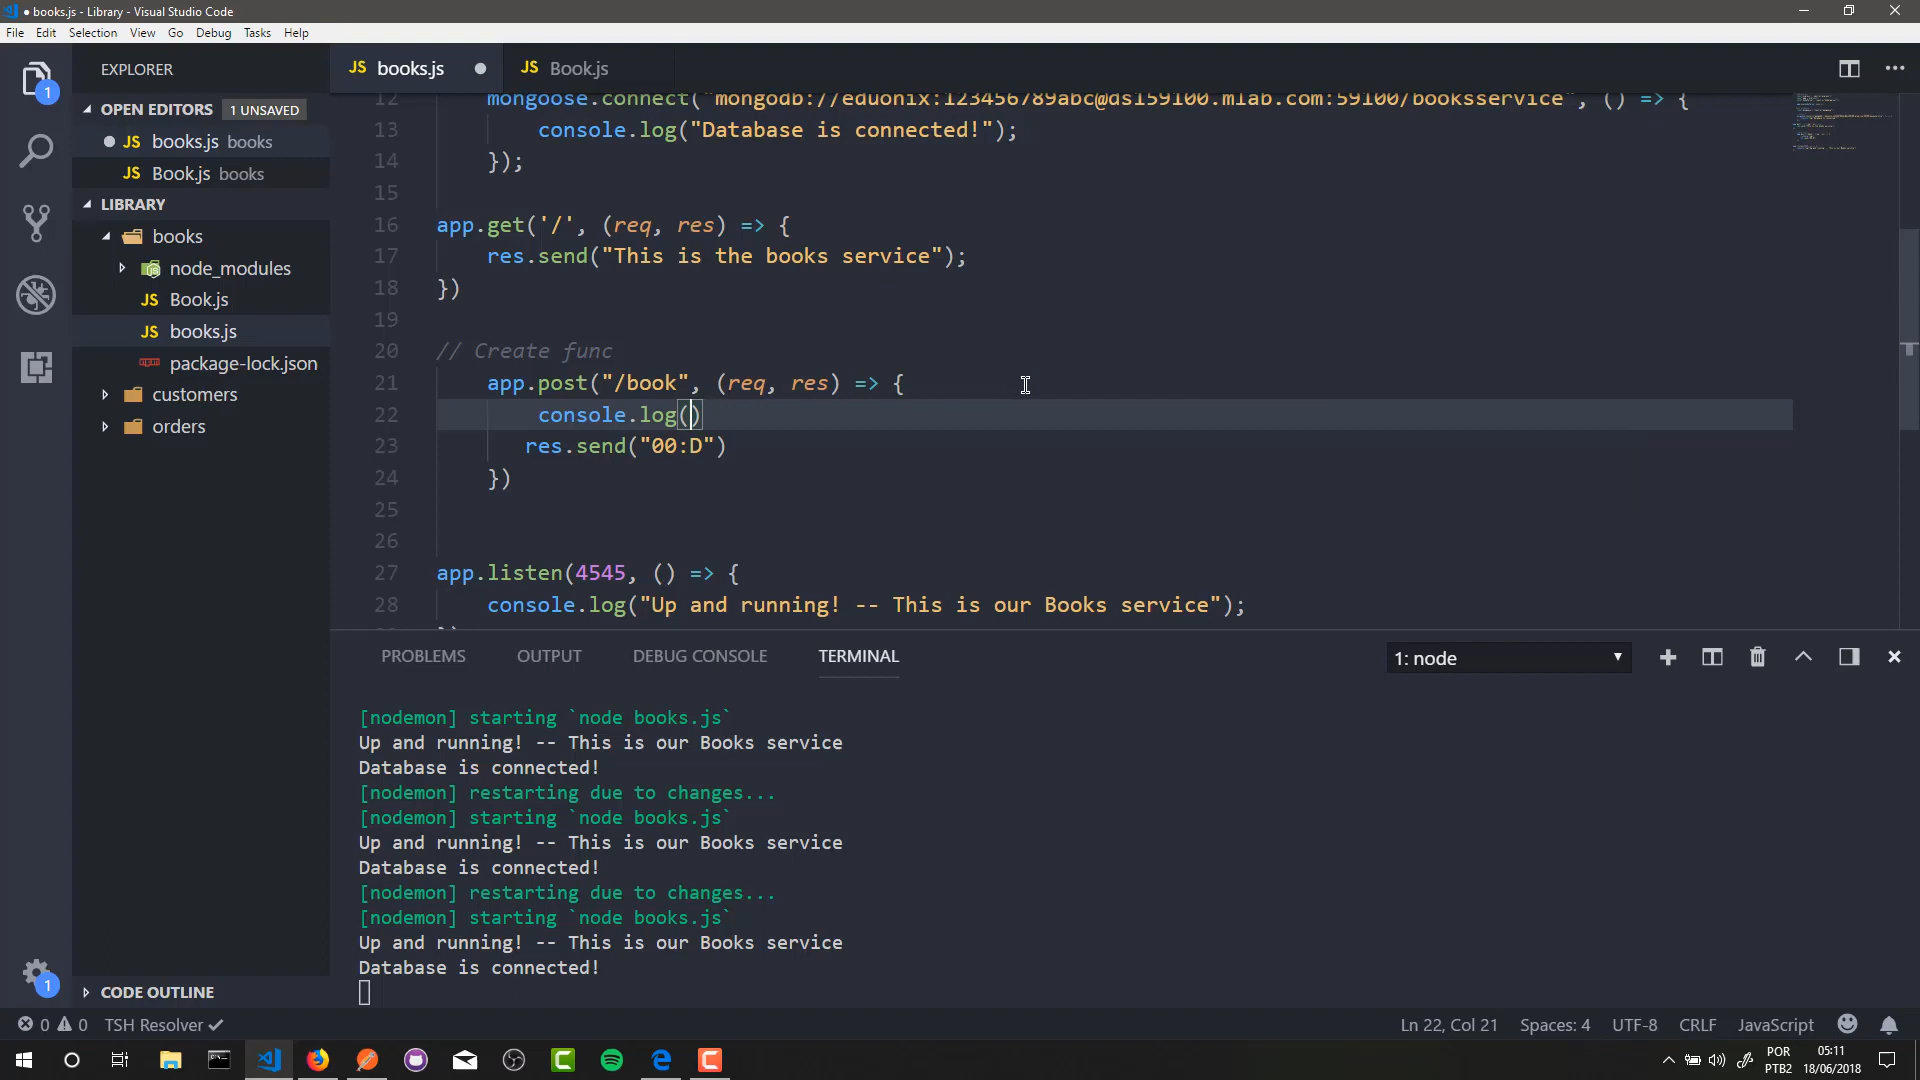 books.js - Library - Visual Studio Code
File Edit Selection View Go Debug Tasks Help
EXPLORER
OPEN EDITORS 1 UNSAVED
JS books.js books
JS Book.js books
LIBRARY
books
node_modules
JS Book.js
JS books.js
package-lock.json
customers
orders
CODE OUTLINE
JS books.js
JS Book.js
12 mongoose.connect("mongodb://eduonix:123456789abc@ds159100.mlab.com:59100/booksservice", () => {
13 console.log("Database is connected!");
14 });
15
16 app.get('/', (req, res) => {
17 res.send("This is the books service");
18 })
19
20 // Create func
21 app.post("/book", (req, res) => {
22 console.log()
23 res.send("00:D")
24 })
25
26
27 app.listen(4545, () => {
28 console.log("Up and running! -- This is our Books service");
PROBLEMS OUTPUT DEBUG CONSOLE TERMINAL
1: node
[nodemon] starting `node books.js`
Up and running! -- This is our Books service
Database is connected!
[nodemon] restarting due to changes...
[nodemon] starting `node books.js`
Up and running! -- This is our Books service
Database is connected!
[nodemon] restarting due to changes...
[nodemon] starting `node books.js`
Up and running! -- This is our Books service
Database is connected!
0 0 TSH Resolver
Ln 22, Col 21 Spaces: 4 UTF-8 CRLF JavaScript
1
1
POR
PTB2
05:11
18/06/2018